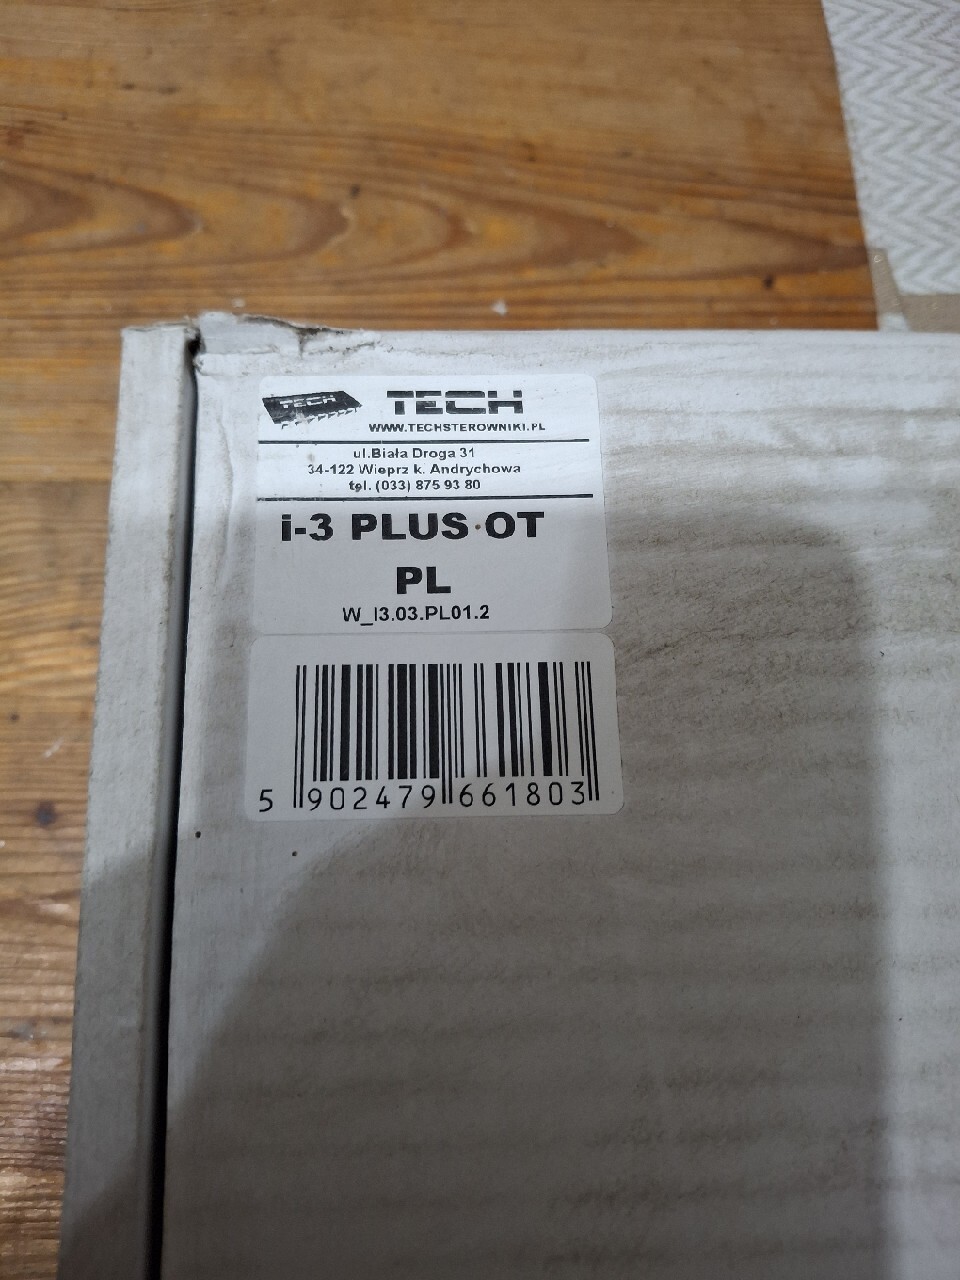 TECH
TECH
WWW.TECHSTEROWNIKI.PL
ul.Biała Droga 31
34-122 Wieprz k. Andrychowa
tel. (033) 875 93 80
i-3 PLUS OT
PL
W_I3.03.PL01.2
5 902479 661803